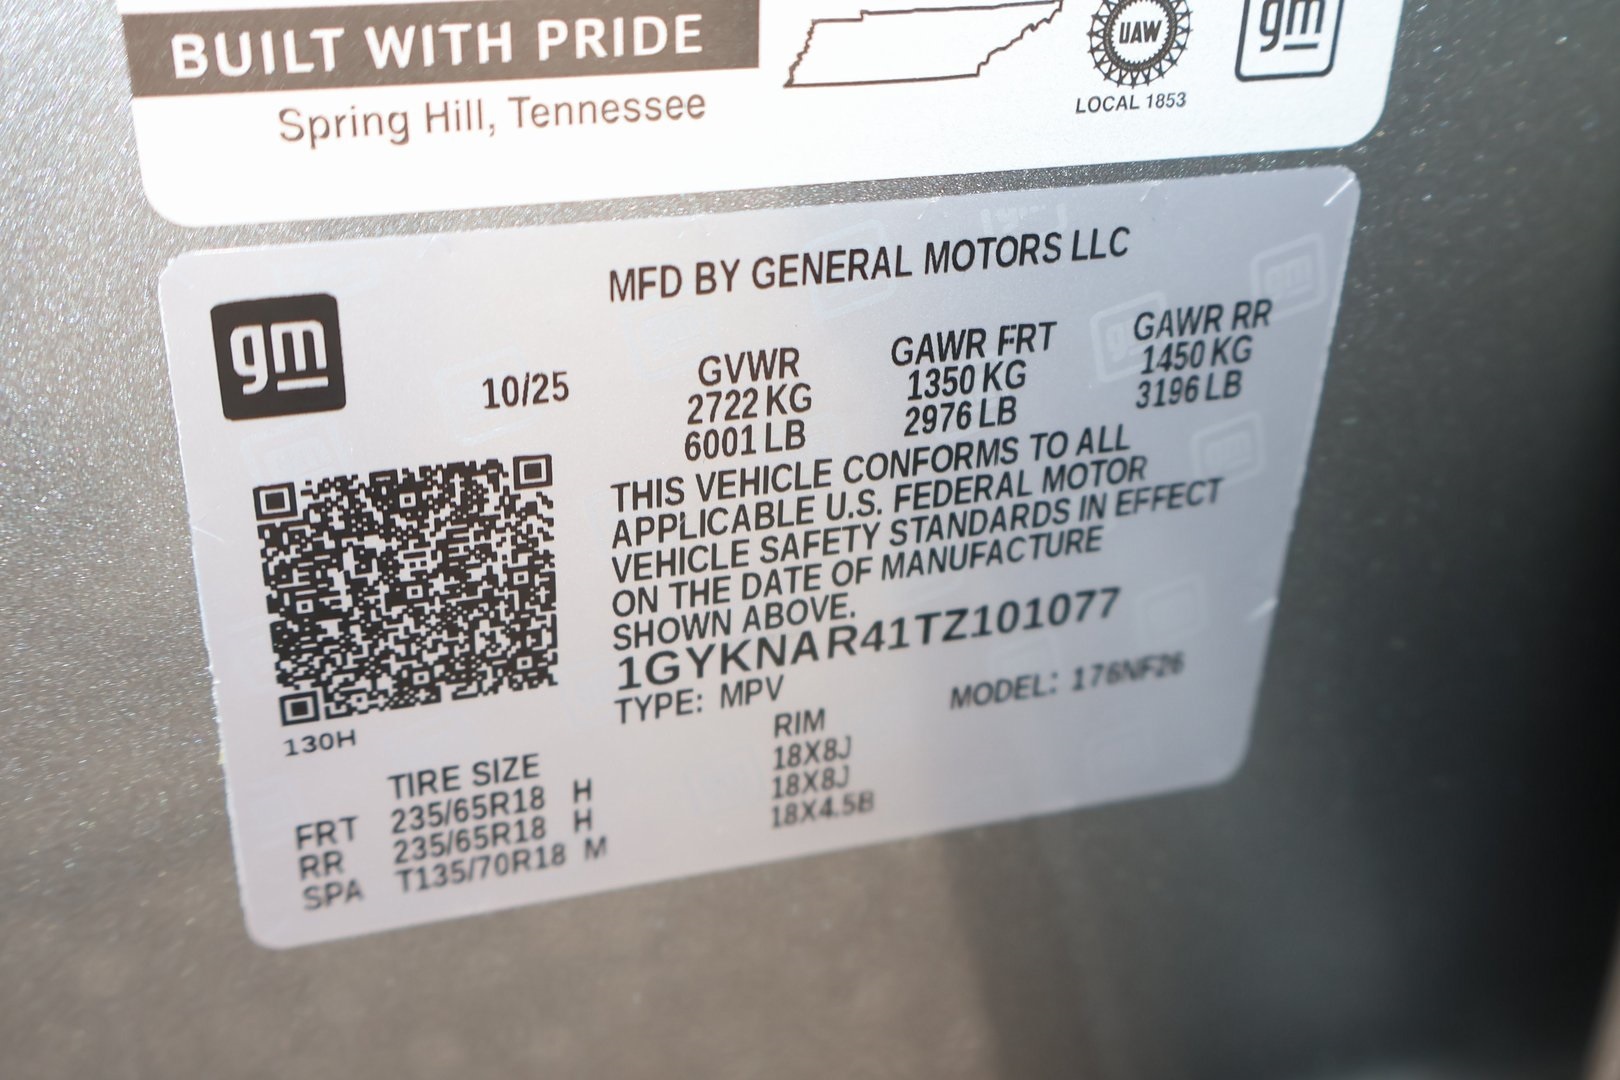 BUILT WITH PRIDE
Spring Hill, Tennessee
UAW
LOCAL 1853
gm
MFD BY GENERAL MOTORS LLC
gm
10/25
GVWR
2722 KG
6001 LB
GAWR FRT
1350 KG
2976 LB
GAWR RR
1450 KG
3196 LB
THIS VEHICLE CONFORMS TO ALL
APPLICABLE U.S. FEDERAL MOTOR
VEHICLE SAFETY STANDARDS IN EFFECT
ON THE DATE OF MANUFACTURE
SHOWN ABOVE.
1GYKNAR41TZ101077
TYPE: MPV
MODEL: 176NF26
130H
TIRE SIZE RIM
FRT 235/65R18 H 18X8J
RR 235/65R18 H 18X8J
SPA T135/70R18 M 18X4.5B